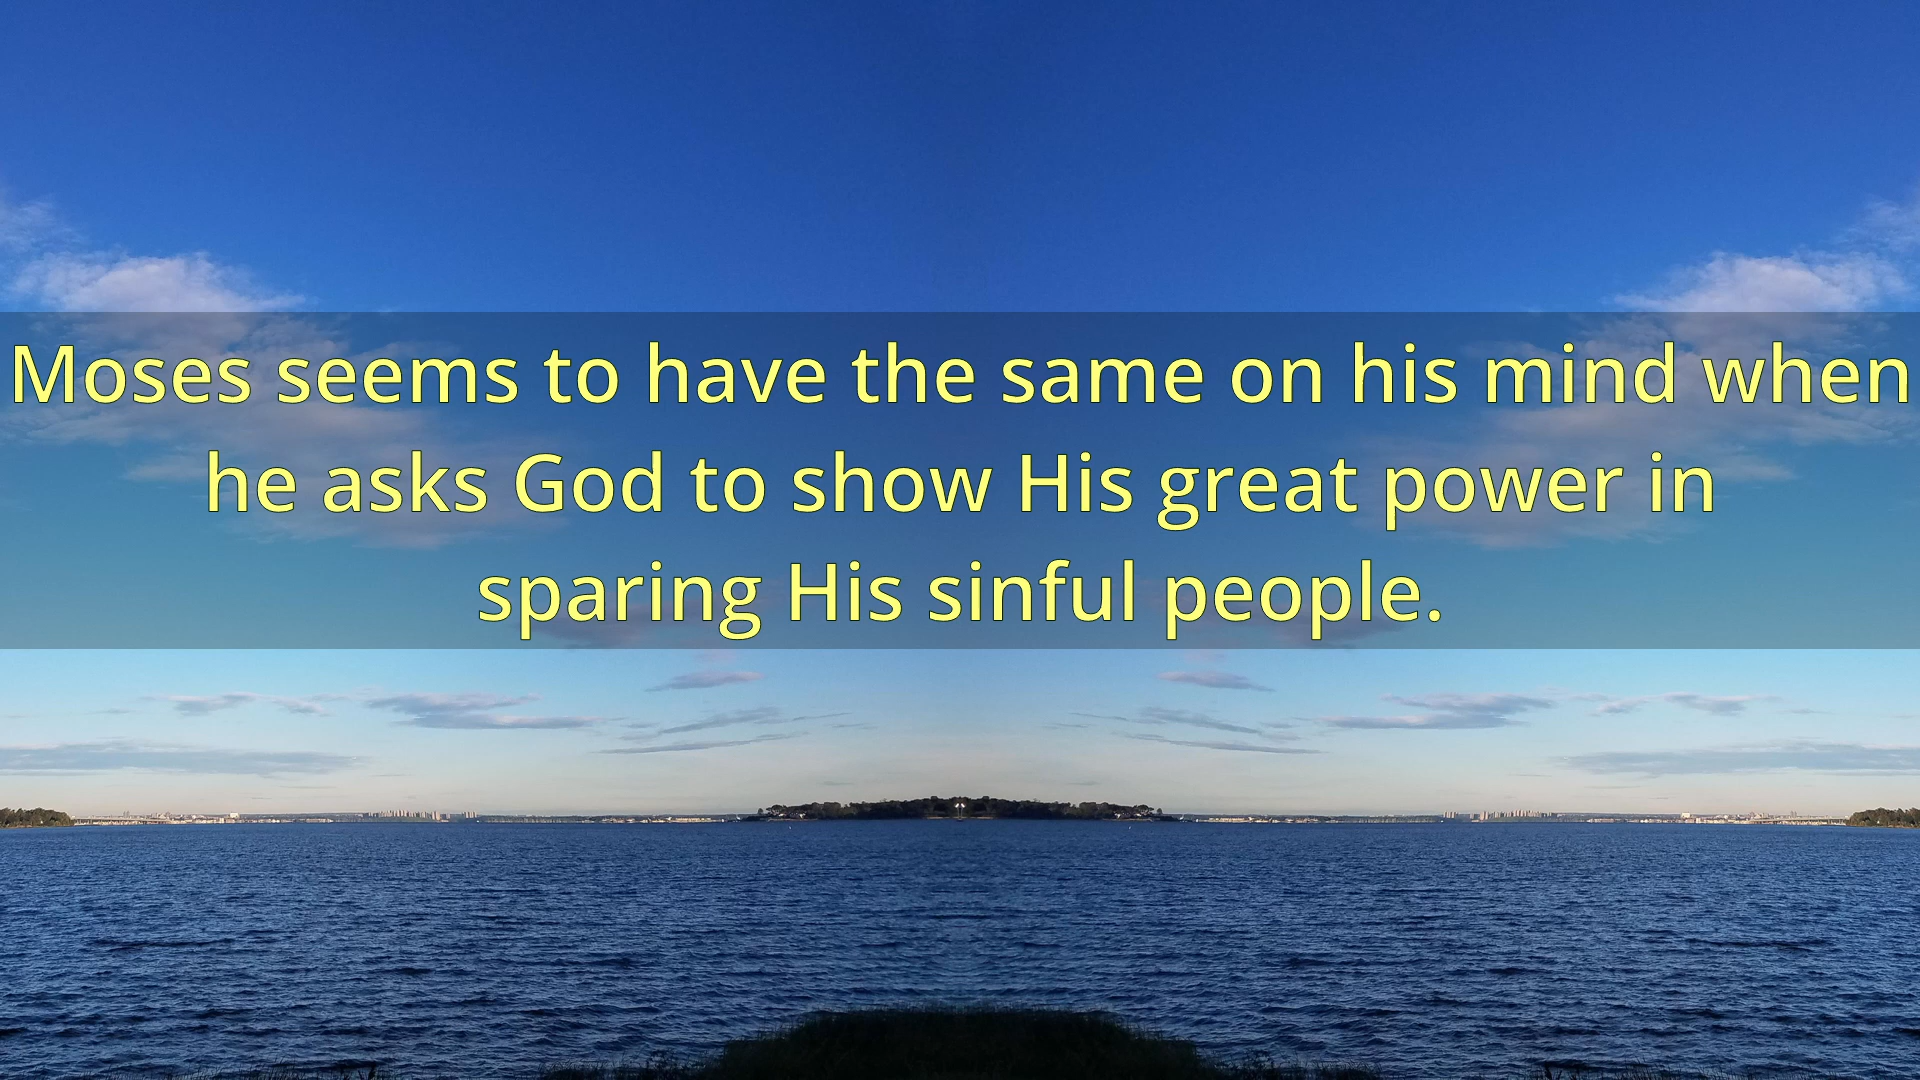 Moses seems to have the same on his mind when
he asks God to show His great power in
sparing His sinful people.